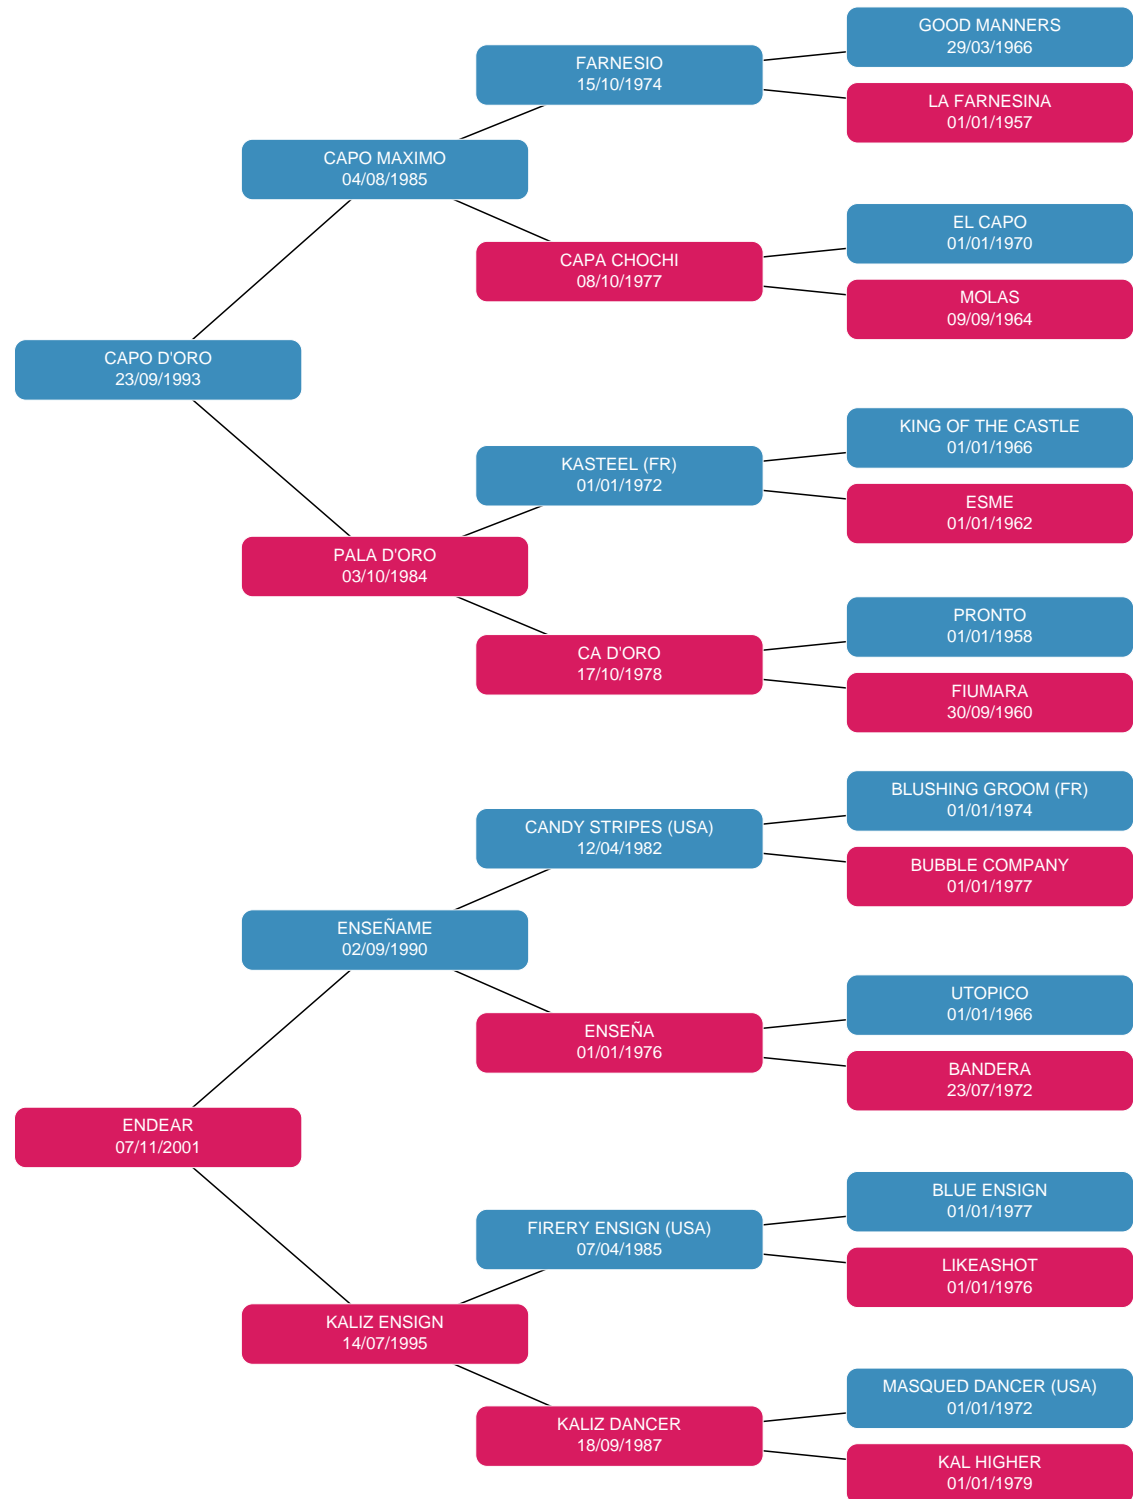 GOOD MANNERS
29/03/1966
FARNESIO
15/10/1974
LA FARNESINA
01/01/1957
CAPO MAXIMO
04/08/1985
EL CAPO
01/01/1970
CAPA CHOCHI
08/10/1977
MOLAS
09/09/1964
CAPO D'ORO
23/09/1993
KING OF THE CASTLE
01/01/1966
KASTEEL (FR)
01/01/1972
ESME
01/01/1962
PALA D'ORO
03/10/1984
PRONTO
01/01/1958
CA D'ORO
17/10/1978
FIUMARA
30/09/1960
BLUSHING GROOM (FR)
01/01/1974
CANDY STRIPES (USA)
12/04/1982
BUBBLE COMPANY
01/01/1977
ENSEÑAME
02/09/1990
UTOPICO
01/01/1966
ENSEÑA
01/01/1976
BANDERA
23/07/1972
ENDEAR
07/11/2001
BLUE ENSIGN
01/01/1977
FIRERY ENSIGN (USA)
07/04/1985
LIKEASHOT
01/01/1976
KALIZ ENSIGN
14/07/1995
MASQUED DANCER (USA)
01/01/1972
KALIZ DANCER
18/09/1987
KAL HIGHER
01/01/1979